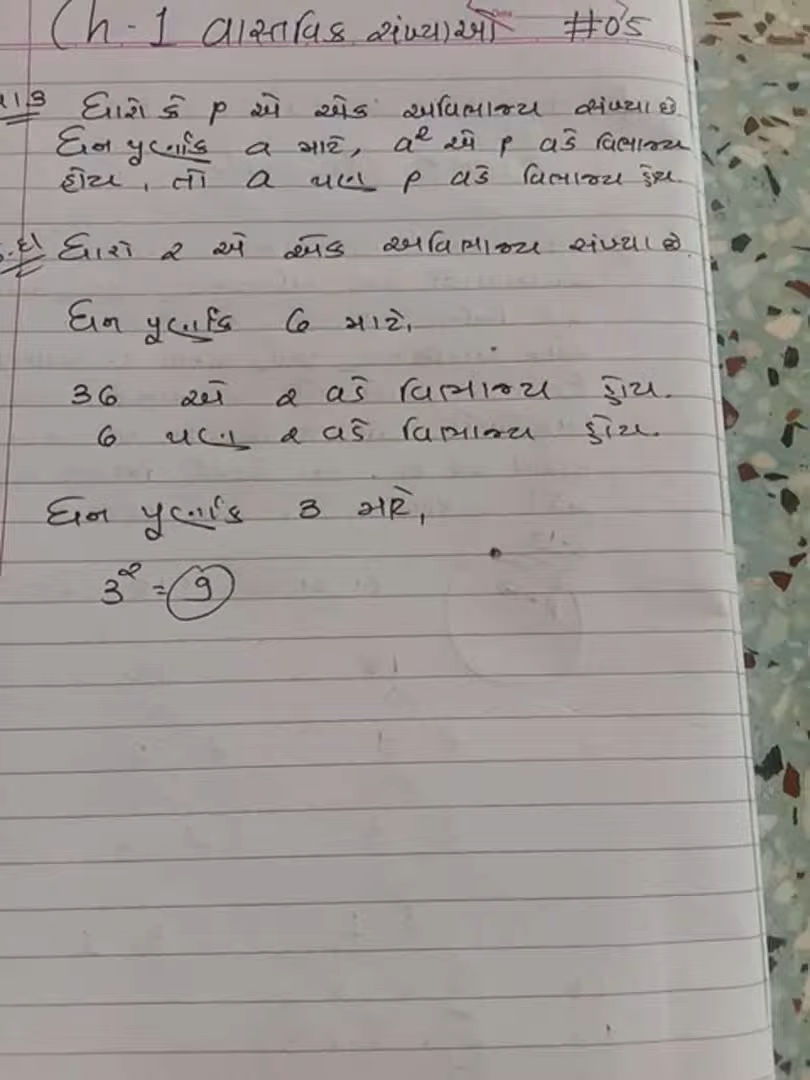 Ch-1 વાસ્તવિક સંખ્યાઓ #05
ધારો કે p એ એક અવિભાજ્ય સંખ્યા છે.
ધન પૂર્ણાંક a માટે, a² એ p વડે વિભાજ્ય
હોય, તો a પણ p વડે વિભાજ્ય હોય.
ધારો 2 એ એક અવિભાજ્ય સંખ્યા છે.
ધન પૂર્ણાંક 6 માટે,
36 એ 2 વડે વિભાજ્ય હોય.
6 પણ 2 વડે વિભાજ્ય હોય.
ધન પૂર્ણાંક 3 માટે,
3² = 9